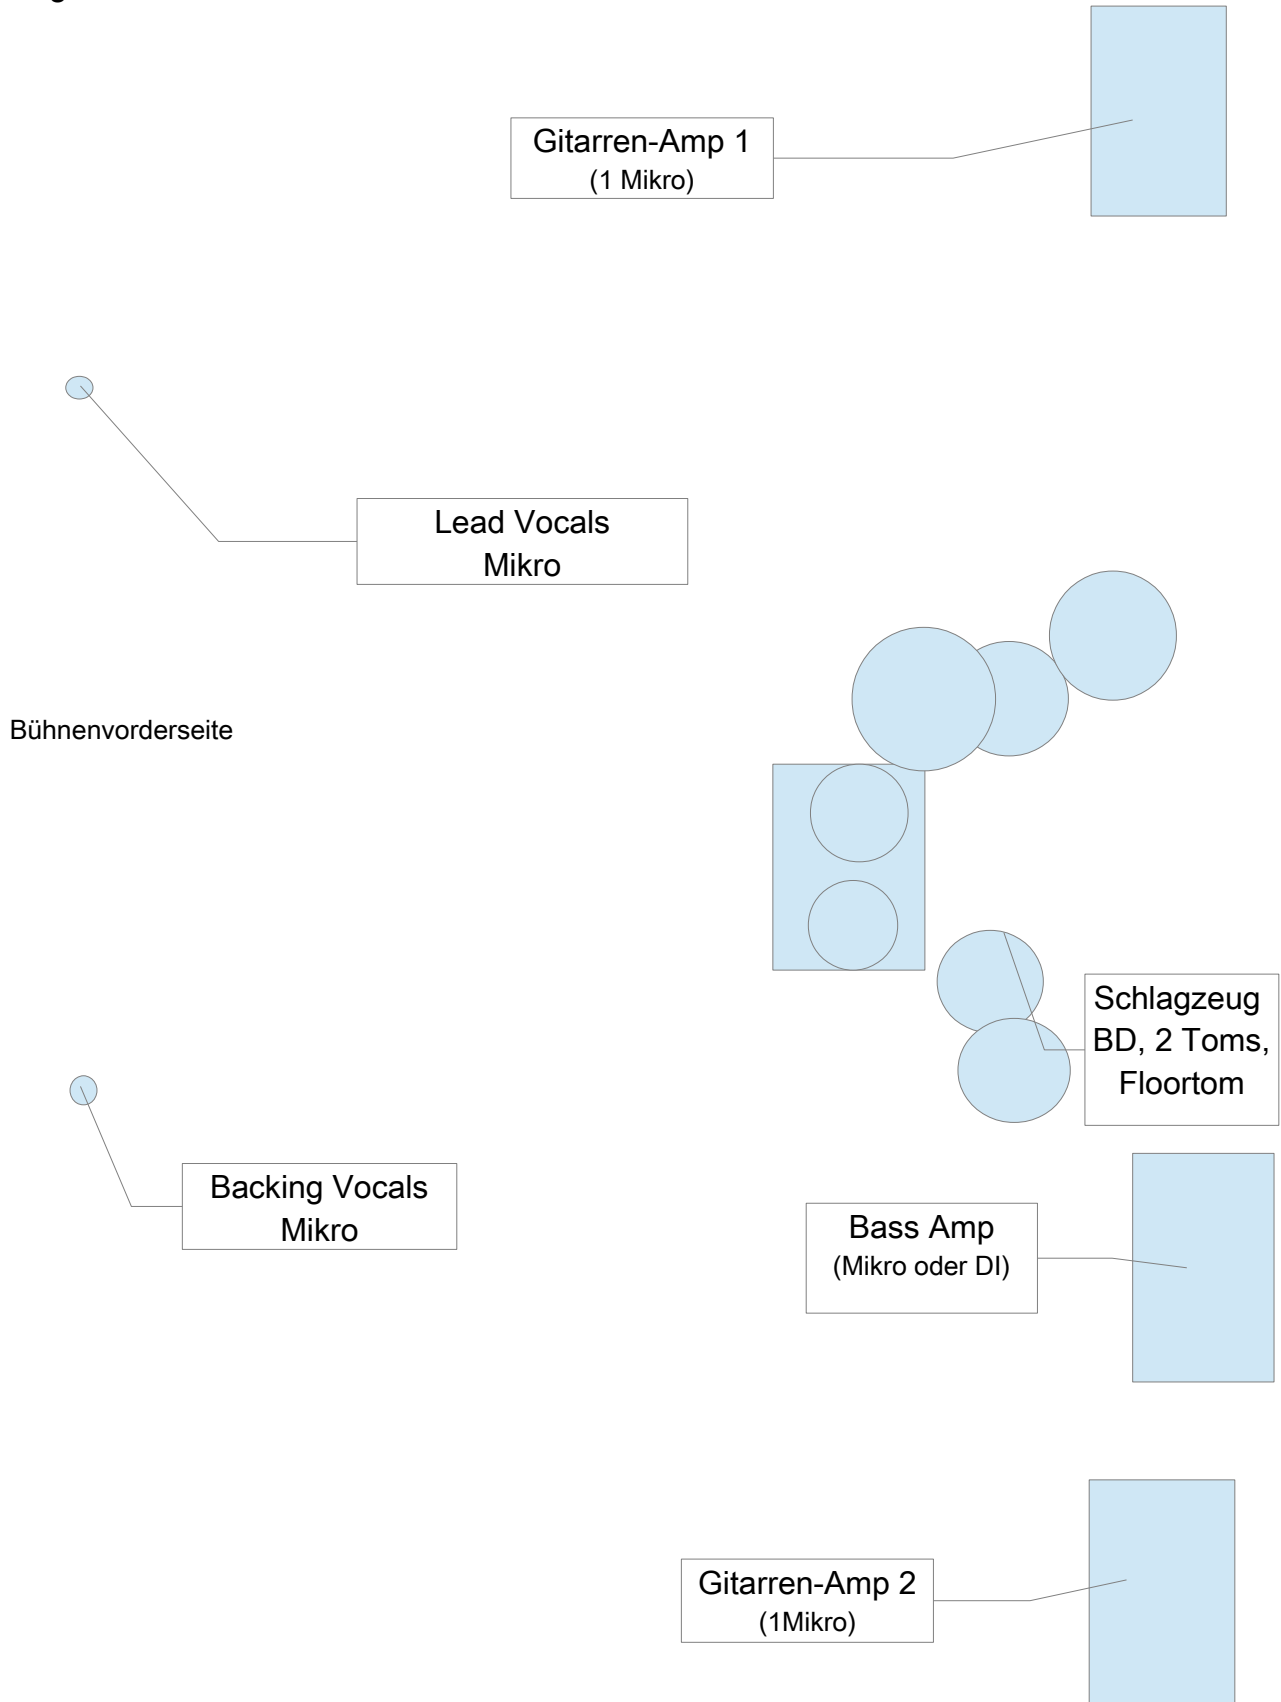 Gitarren-Amp 1
(1 Mikro)
Lead Vocals
Mikro
Bühnenvorderseite
Schlagzeug
BD, 2 Toms,
Floortom
Backing Vocals
Mikro
Bass Amp
(Mikro oder DI)
Gitarren-Amp 2
(1Mikro)